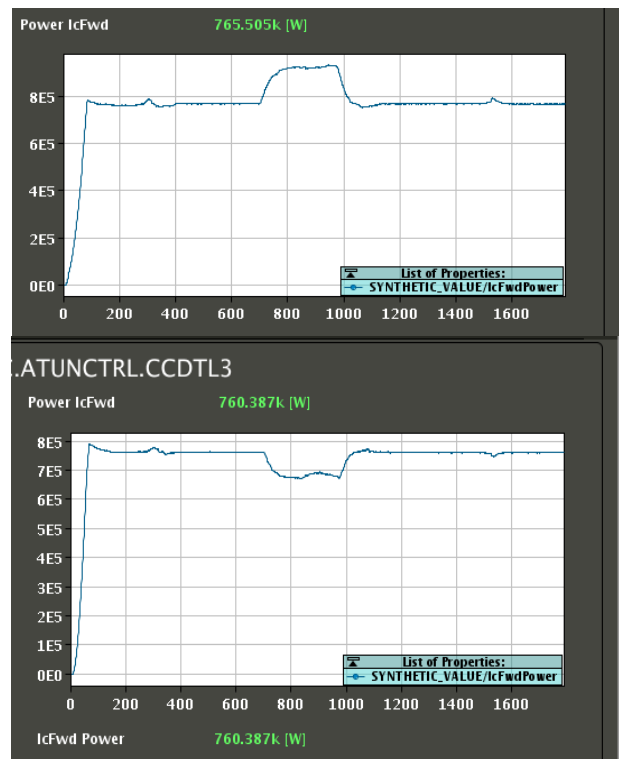 Power IcFwd 765.505k [W]
8E5
6E5
4E5
2E5
0E0
List of Properties:
SYNTHETIC_VALUE/IcFwdPower
0 200 400 600 800 1000 1200 1400 1600
.ATUNCTRL.CCDTL3
Power IcFwd 760.387k [W]
8E5
7E5
6E5
5E5
4E5
3E5
2E5
1E5
0E0
List of Properties:
SYNTHETIC_VALUE/IcFwdPower
0 200 400 600 800 1000 1200 1400 1600
IcFwd Power 760.387k [W]